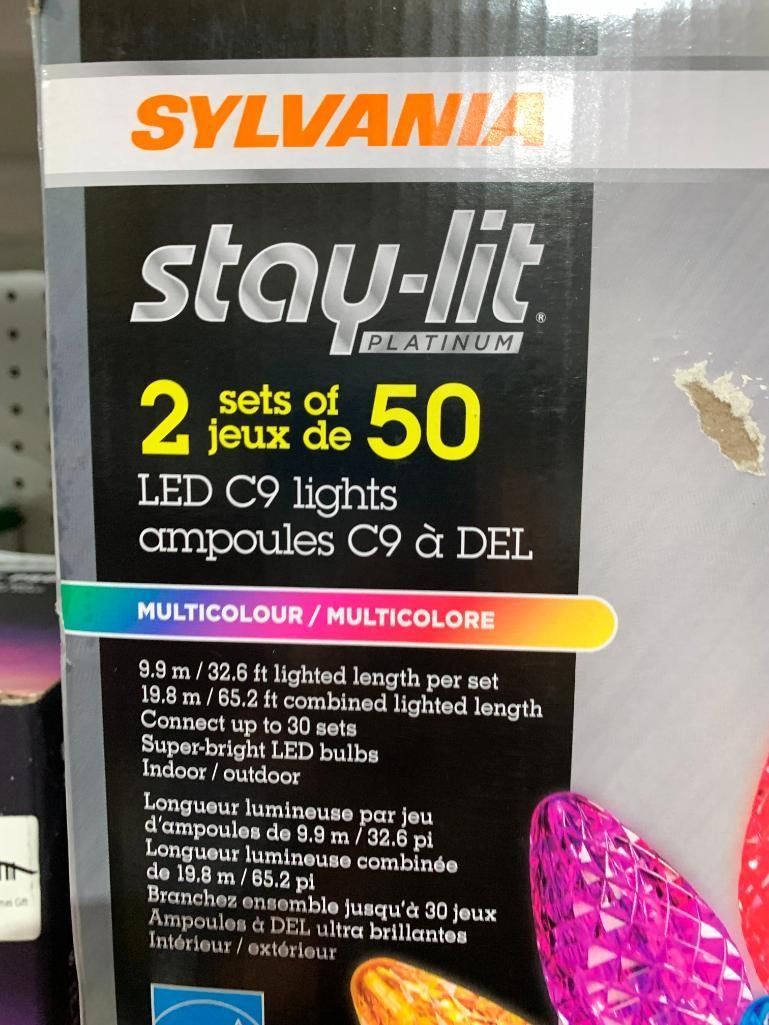 SYLVANIA
stay-lit®
PLATINUM
2 sets of 50
jeux de
LED C9 lights
ampoules C9 à DEL
MULTICOLOUR / MULTICOLORE
9.9 m / 32.6 ft lighted length per set
19.8 m / 65.2 ft combined lighted length
Connect up to 30 sets
Super-bright LED bulbs
Indoor / outdoor
Longueur lumineuse par jeu
d'ampoules de 9.9 m / 32.6 pi
Longueur lumineuse combinée
de 19,8 m / 65.2 pi
Branchez ensemble jusqu'à 30 jeux
Ampoules à DEL ultra brillantes
Intérieur / extérieur